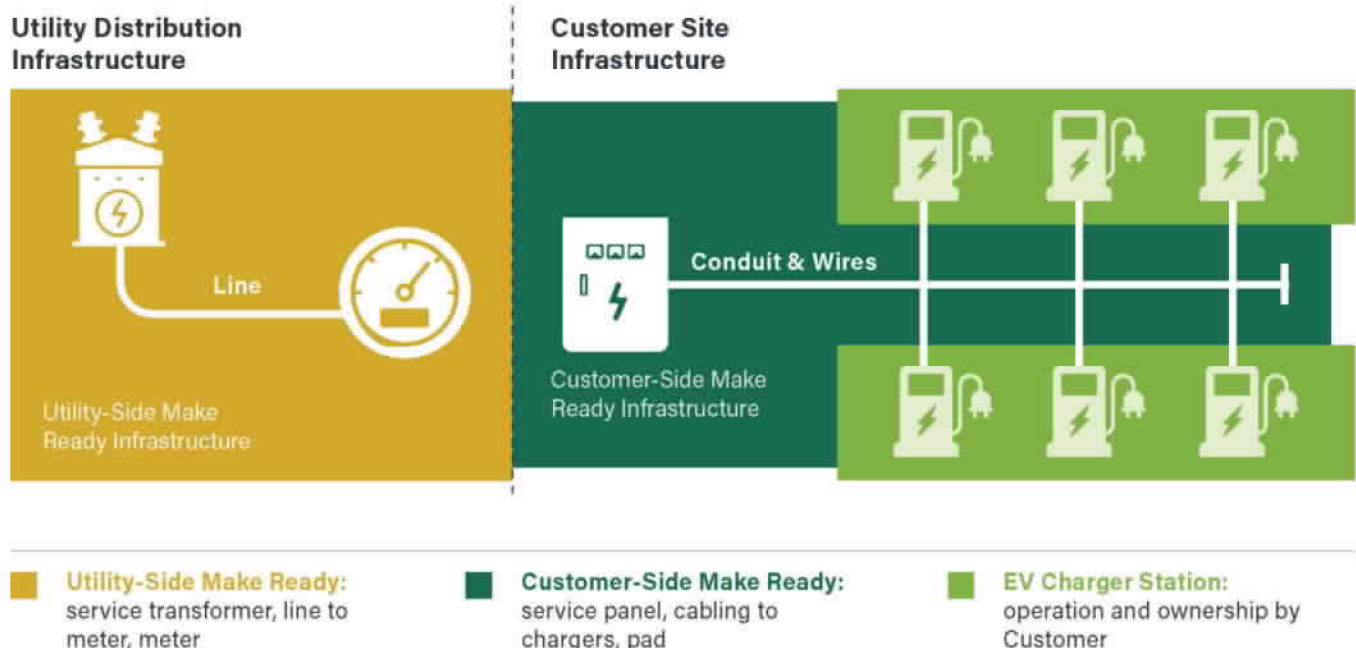 Utility Distribution
Infrastructure
Customer Site
Infrastructure
Line
Conduit & Wires
Utility-Side Make
Ready Infrastructure
Customer-Side Make
Ready Infrastructure
Utility-Side Make Ready:
service transformer, line to
meter, meter
Customer-Side Make Ready:
service panel, cabling to
chargers, pad
EV Charger Station:
operation and ownership by
Customer